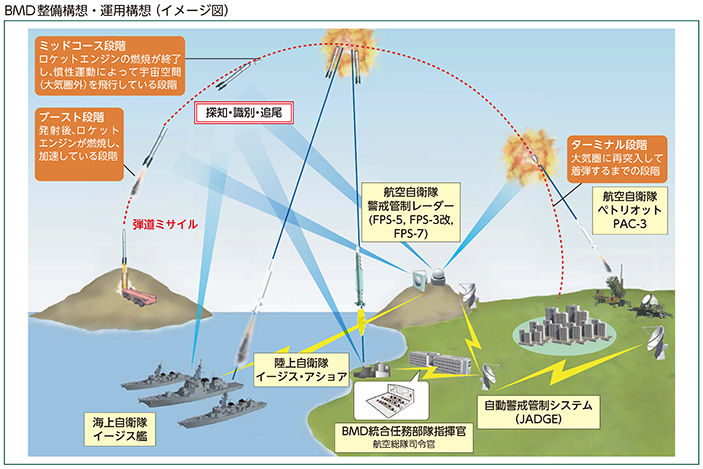 BMD整備構想・運用構想（イメージ図）
ミッドコース段階
ロケットエンジンの燃焼が終了
し、慣性運動によって宇宙空間
（大気圏外）を飛行している段階
探知・識別・追尾
ブースト段階
発射後、ロケット
エンジンが燃焼し、
加速している段階
ターミナル段階
大気圏に再突入して
着弾するまでの段階
航空自衛隊
警戒管制レーダー
(FPS-5, FPS-3改,
FPS-7)
航空自衛隊
ペトリオット
PAC-3
弾道ミサイル
陸上自衛隊
イージス・アショア
海上自衛隊
イージス艦
BMD統合任務部隊指揮官
航空総隊司令官
自動警戒管制システム
(JADGE)